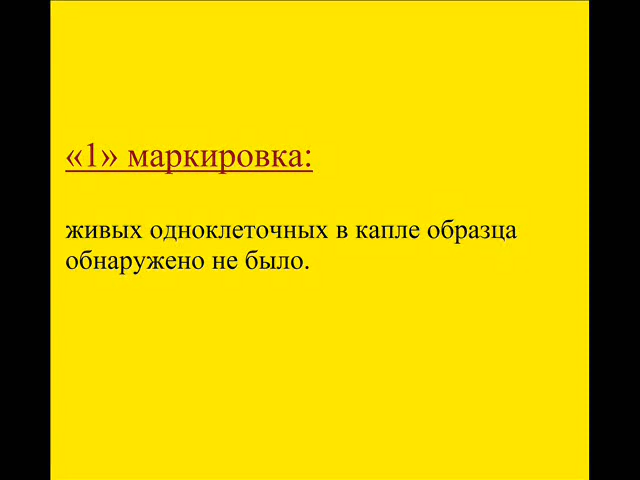 «1» маркировка:
живых одноклеточных в капле образца
обнаружено не было.